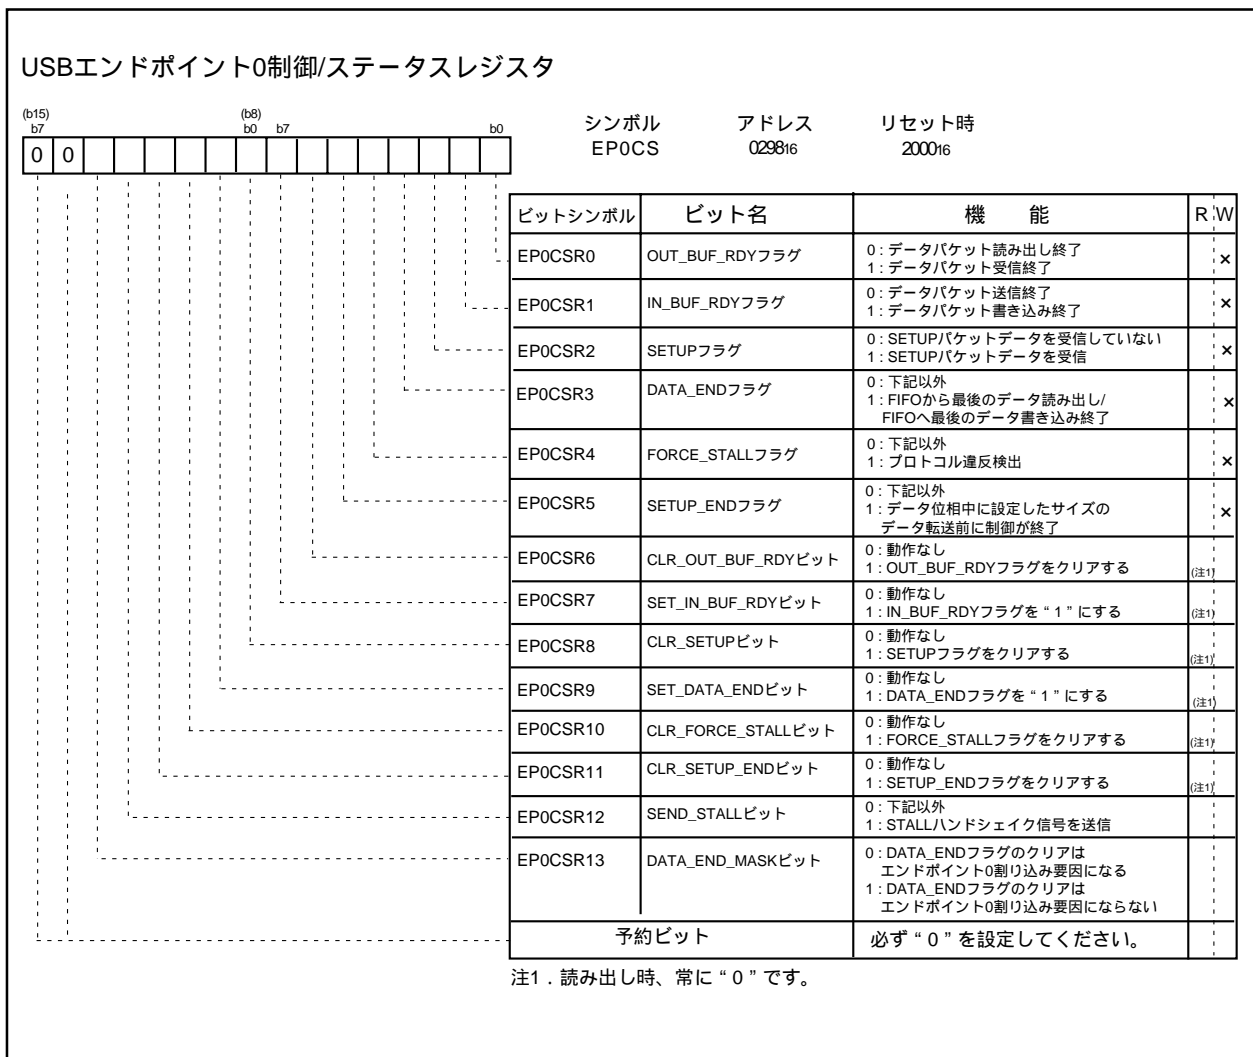 USBエンドポイント0制御/ステータスレジスタ
(b15) (b8)
b7 b0 b7 b0
0 0
シンボル アドレス リセット時
EP0CS 029816 200016
ビットシンボル ビット名 機 能 R W
EP0CSR0 OUT_BUF_RDYフラグ 0 : データパケット読み出し終了
1 : データパケット受信終了 ×
EP0CSR1 IN_BUF_RDYフラグ 0 : データパケット送信終了
1 : データパケット書き込み終了 ×
EP0CSR2 SETUPフラグ 0 : SETUPパケットデータを受信していない
1 : SETUPパケットデータを受信 ×
EP0CSR3 DATA_ENDフラグ 0 : 下記以外
1 : FIFOから最後のデータ読み出し/ ×
FIFOへ最後のデータ書き込み終了
EP0CSR4 FORCE_STALLフラグ 0 : 下記以外
1 : プロトコル違反検出 ×
EP0CSR5 SETUP_ENDフラグ 0 : 下記以外
1 : データ位相中に設定したサイズの ×
データ転送前に制御が終了
EP0CSR6 CLR_OUT_BUF_RDYビット 0 : 動作なし
1 : OUT_BUF_RDYフラグをクリアする (注1)
EP0CSR7 SET_IN_BUF_RDYビット 0 : 動作なし
1 : IN_BUF_RDYフラグを“ 1 ”にする (注1)
EP0CSR8 CLR_SETUPビット 0 : 動作なし
1 : SETUPフラグをクリアする (注1)
EP0CSR9 SET_DATA_ENDビット 0 : 動作なし
1 : DATA_ENDフラグを“ 1 ”にする (注1)
EP0CSR10 CLR_FORCE_STALLビット 0 : 動作なし
1 : FORCE_STALLフラグをクリアする (注1)
EP0CSR11 CLR_SETUP_ENDビット 0 : 動作なし
1 : SETUP_ENDフラグをクリアする (注1)
EP0CSR12 SEND_STALLビット 0 : 下記以外
1 : STALLハンドシェイク信号を送信
EP0CSR13 DATA_END_MASKビット 0 : DATA_ENDフラグのクリアは
エンドポイント0割り込み要因になる
1 : DATA_ENDフラグのクリアは
エンドポイント0割り込み要因にならない
予約ビット 必ず“ 0 ”を設定してください。
注1．読み出し時、常に“ 0 ”です。